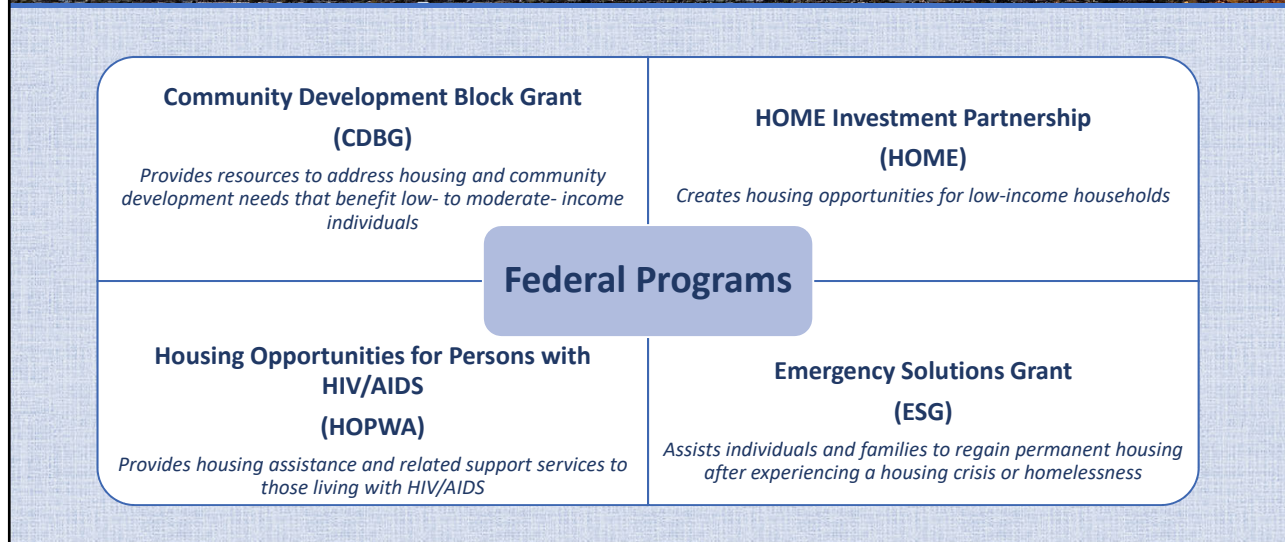 Community Development Block Grant
(CDBG)
Provides resources to address housing and community
development needs that benefit low- to moderate- income
individuals
HOME Investment Partnership
(HOME)
Creates housing opportunities for low-income households
Federal Programs
Housing Opportunities for Persons with
HIV/AIDS
(HOPWA)
Provides housing assistance and related support services to
those living with HIV/AIDS
Emergency Solutions Grant
(ESG)
Assists individuals and families to regain permanent housing
after experiencing a housing crisis or homelessness